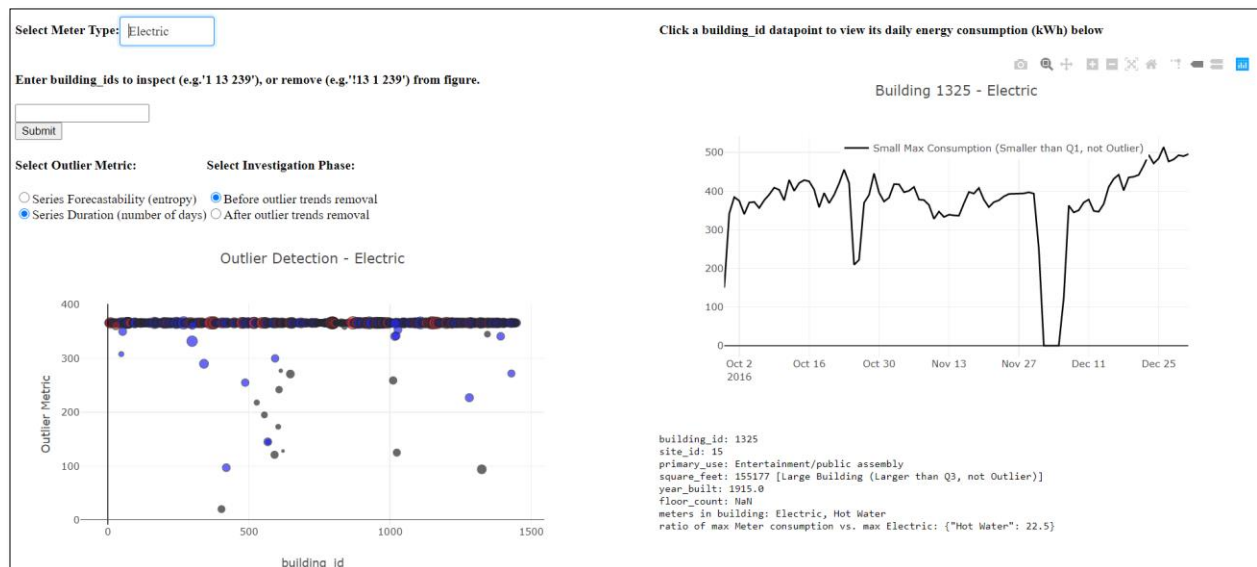 Select Meter Type: Electric
Enter building_ids to inspect (e.g.'1 13 239'), or remove (e.g.'!13 1 239') from figure.
Submit
Select Outlier Metric: Select Investigation Phase:
Series Forecastability (entropy) Before outlier trends removal
Series Duration (number of days) After outlier trends removal
Outlier Detection - Electric
Outlier Metric
400
300
200
100
0
0 500 1000 1500
building_id
Click a building_id datapoint to view its daily energy consumption (kWh) below
Building 1325 - Electric
Small Max Consumption (Smaller than Q1, not Outlier)
500
400
300
200
100
0
Oct 2 Oct 16 Oct 30 Nov 13 Nov 27 Dec 11 Dec 25
2016
building_id: 1325
site_id: 15
primary_use: Entertainment/public assembly
square_feet: 155177 [Large Building (Larger than Q3, not Outlier)]
year_built: 1915.0
floor_count: NaN
meters in building: Electric, Hot Water
ratio of max Meter consumption vs. max Electric: {"Hot Water": 22.5}